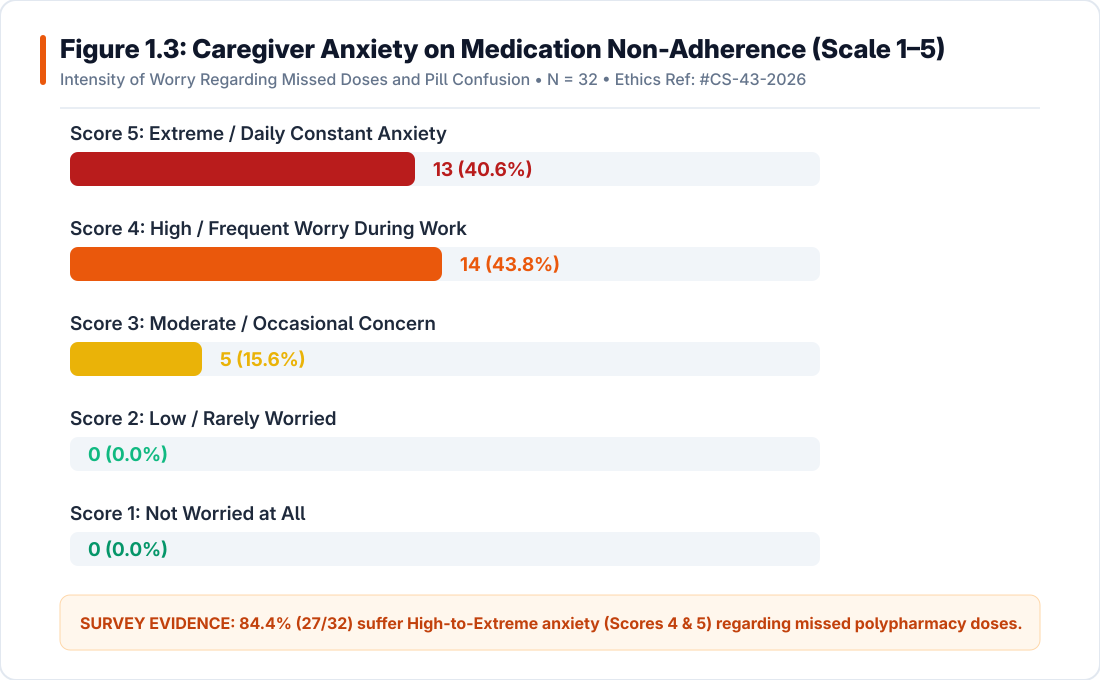 Figure 1.3: Caregiver Anxiety on Medication Non-Adherence (Scale 1–5)
Intensity of Worry Regarding Missed Doses and Pill Confusion • N = 32 • Ethics Ref: #CS-43-2026
Score 5: Extreme / Daily Constant Anxiety
13 (40.6%)
Score 4: High / Frequent Worry During Work
14 (43.8%)
Score 3: Moderate / Occasional Concern
5 (15.6%)
Score 2: Low / Rarely Worried
0 (0.0%)
Score 1: Not Worried at All
0 (0.0%)
SURVEY EVIDENCE: 84.4% (27/32) suffer High-to-Extreme anxiety (Scores 4 & 5) regarding missed polypharmacy doses.